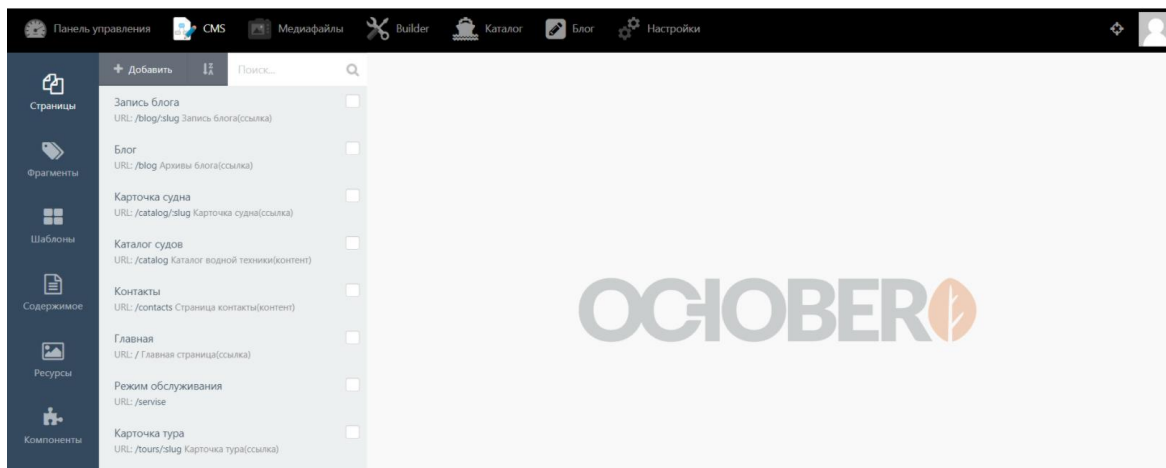 Панель управления
CMS
Медиафайлы
Builder
Каталог
Блог
Настройки
Страницы
Фрагменты
Шаблоны
Содержимое
Ресурсы
Компоненты
+ Добавить
Поиск...
Запись блога
URL: /blog/:slug Запись блога(ссылка)
Блог
URL: /blog Архивы блога(ссылка)
Карточка судна
URL: /catalog/:slug Карточка судна(ссылка)
Каталог судов
URL: /catalog Каталог водной техники(контент)
Контакты
URL: /contacts Страница контакты(контент)
Главная
URL: / Главная страница(ссылка)
Режим обслуживания
URL: /servise
Карточка тура
URL: /tours/:slug Карточка тура(ссылка)
OCTOBER